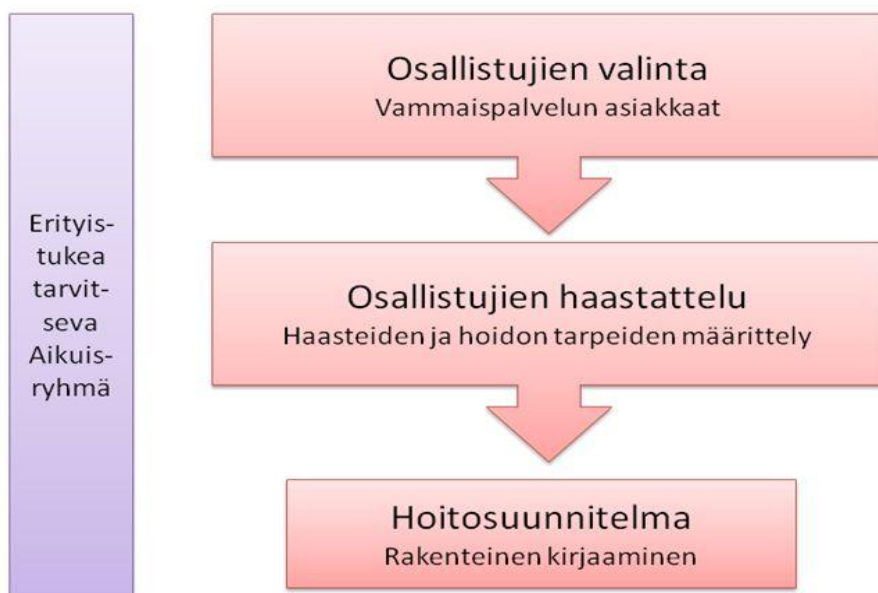 Erityis-
tukea
tarvit-
seva
Aikuis-
ryhmä
Osallistujien valinta
Vammaispalvelun asiakkaat
Osallistujien haastattelu
Haasteiden ja hoidon tarpeiden määrittely
Hoitosuunnitelma
Rakenteinen kirjaaminen